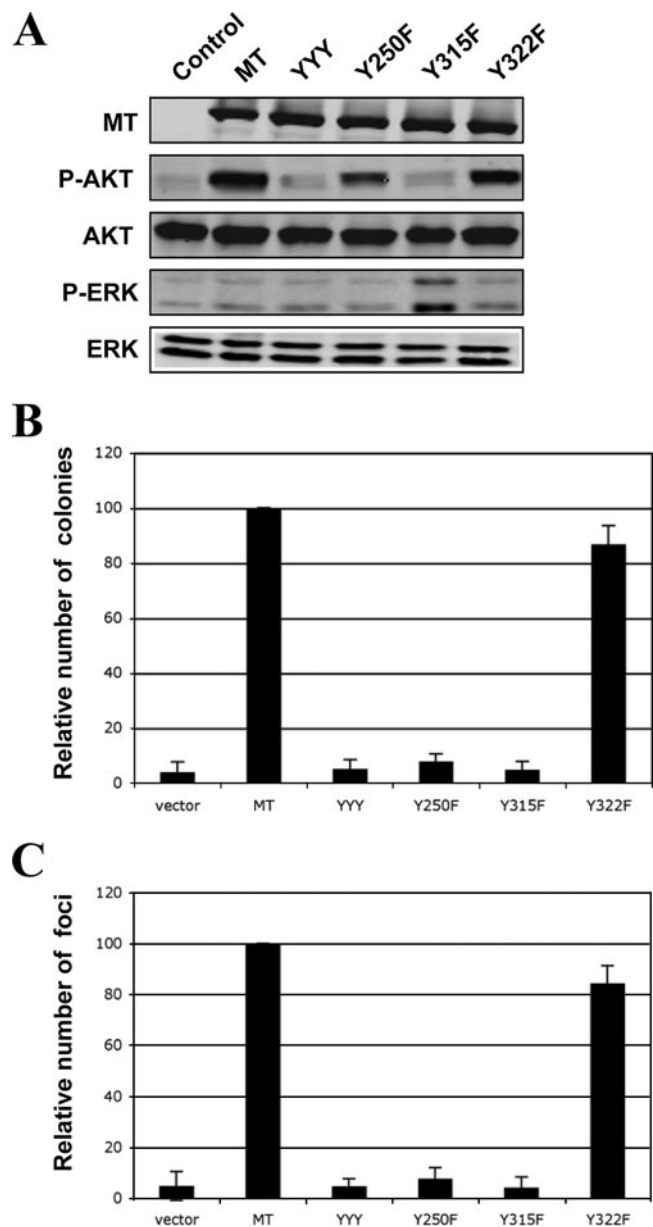 A
Control MT YYY Y250F Y315F Y322F
MT
P-AKT
AKT
P-ERK
ERK
B
Relative number of colonies
120
100
80
60
40
20
0
vector MT YYY Y250F Y315F Y322F
C
Relative number of foci
120
100
80
60
40
20
0
vector MT YYY Y250F Y315F Y322F